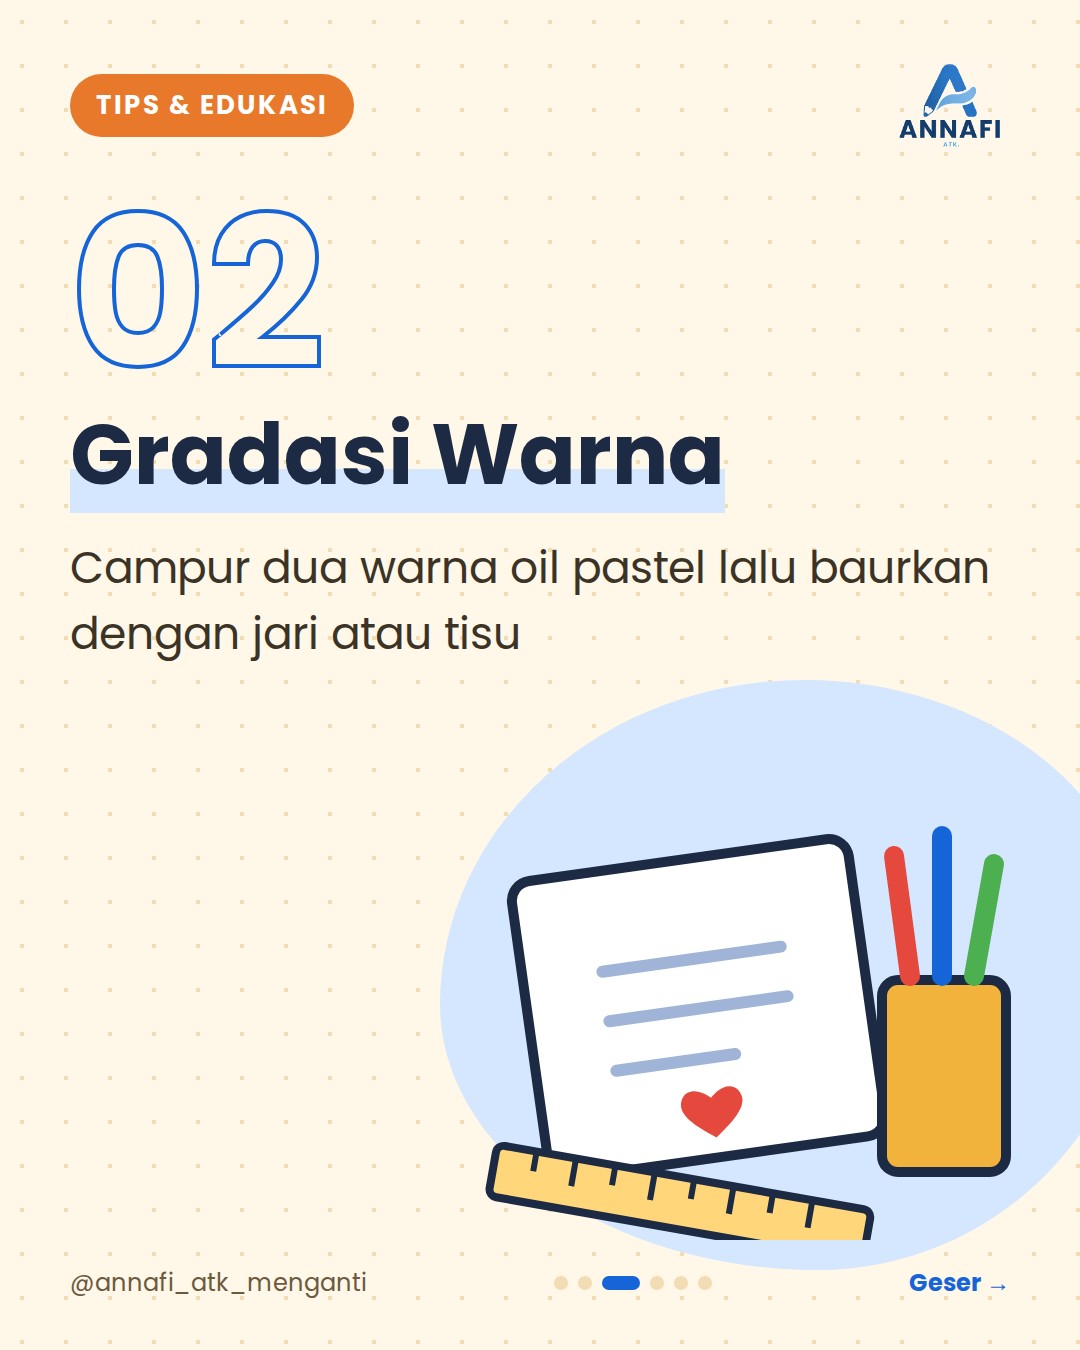 TIPS & EDUKASI
ANNAFI
ATK.
02
Gradasi Warna
Campur dua warna oil pastel lalu baurkan
dengan jari atau tisu
@annafi_atk_menganti
Geser →